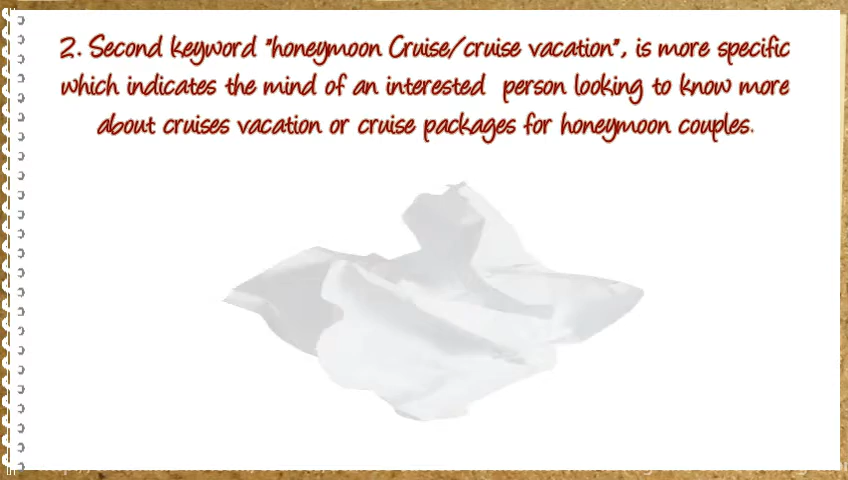 2. Second keyword "honeymoon Cruise/cruise vacation", is more specific
which indicates the mind of an interested person looking to know more
about cruises vacation or cruise packages for honeymoon couples.